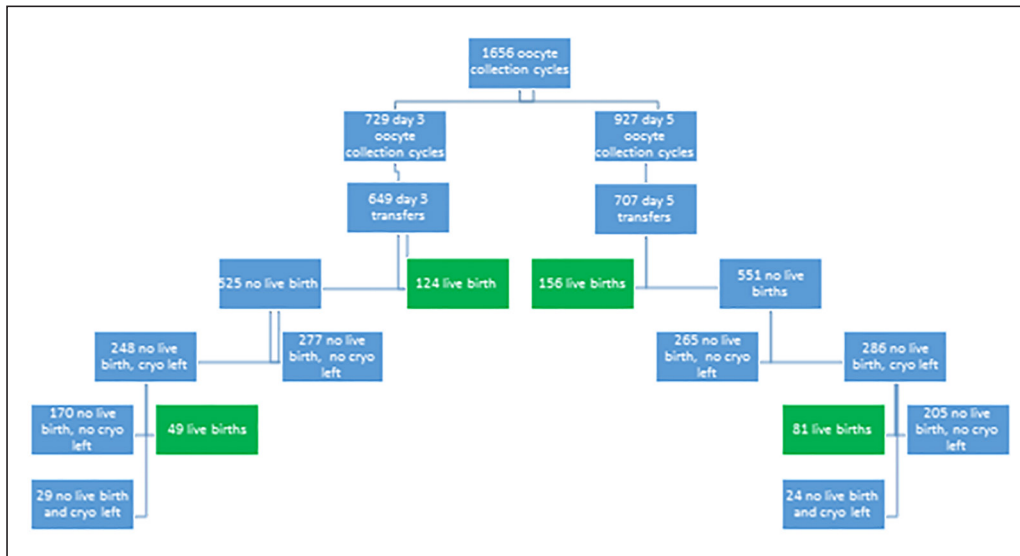 1656 oocyte
collection cycles
729 day 3
oocyte
collection cycles
927 day 5
oocyte
collection cycles
649 day 3
transfers
707 day 5
transfers
525 no live birth
124 live birth
156 live births
551 no live
births
248 no live
birth, cryo left
277 no live
birth, no cryo
left
265 no live
birth, no cryo
left
286 no live
birth, cryo left
170 no live
birth, no cryo
left
49 live births
81 live births
205 no live
birth, no cryo
left
29 no live birth
and cryo left
24 no live birth
and cryo left